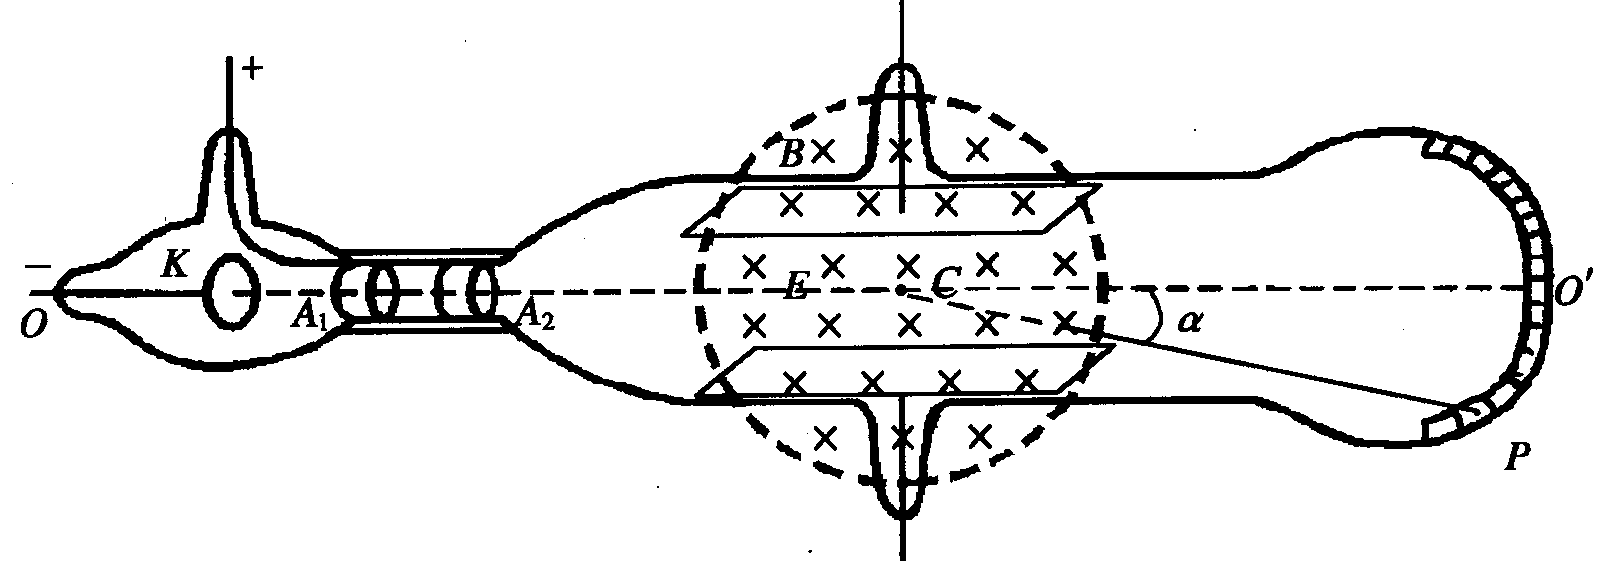 +
B
K
−
E
C
O′
O
A₁
A₂
α
P